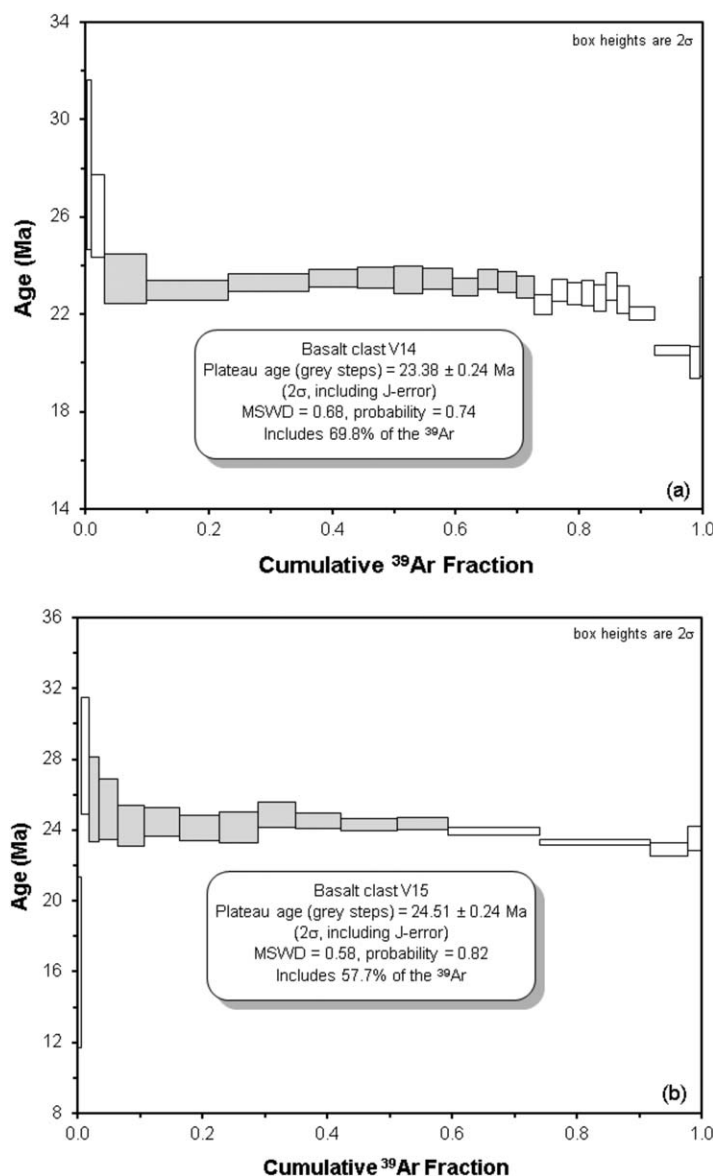 34
box heights are 2σ
30
26
22
18
14
Age (Ma)
Basalt clast V14
Plateau age (grey steps) = 23.38 ± 0.24 Ma
(2σ, including J-error)
MSWD = 0.68, probability = 0.74
Includes 69.8% of the ³⁹Ar
(a)
0.0 0.2 0.4 0.6 0.8 1.0
Cumulative ³⁹Ar Fraction
36
box heights are 2σ
32
28
24
20
16
12
8
Age (Ma)
Basalt clast V15
Plateau age (grey steps) = 24.51 ± 0.24 Ma
(2σ, including J-error)
MSWD = 0.58, probability = 0.82
Includes 57.7% of the ³⁹Ar
(b)
0.0 0.2 0.4 0.6 0.8 1.0
Cumulative ³⁹Ar Fraction